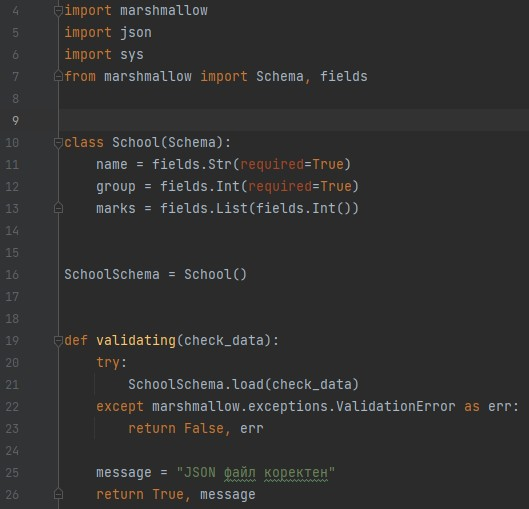 4 import marshmallow
5 import json
6 import sys
7 from marshmallow import Schema, fields
8
9
10 class School(Schema):
11     name = fields.Str(required=True)
12     group = fields.Int(required=True)
13     marks = fields.List(fields.Int())
14
15
16 SchoolSchema = School()
17
18
19 def validating(check_data):
20     try:
21         SchoolSchema.load(check_data)
22     except marshmallow.exceptions.ValidationError as err:
23         return False, err
24
25     message = "JSON файл коректен"
26     return True, message